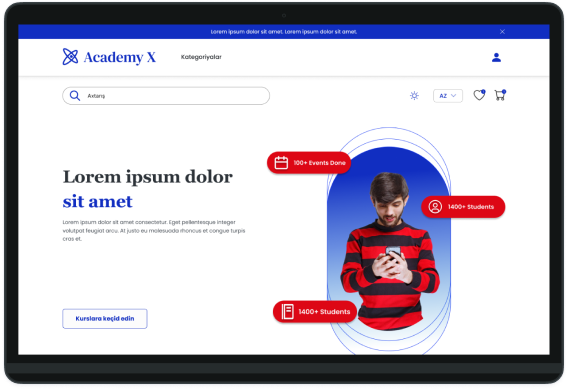 Lorem ipsum dolor sit amet. Lorem ipsum dolor sit amet.
Academy X
Kateqoriyalar
Axtarış
AZ
100+ Events Done
Lorem ipsum dolor
sit amet
1400+ Students
Lorem ipsum dolor sit amet consectetur. Eget pellentesque integer
volutpat feugiat arcu. At justo eu malesuada rhoncus et congue turpis
cras et.
1400+ Students
Kurslara keçid edin